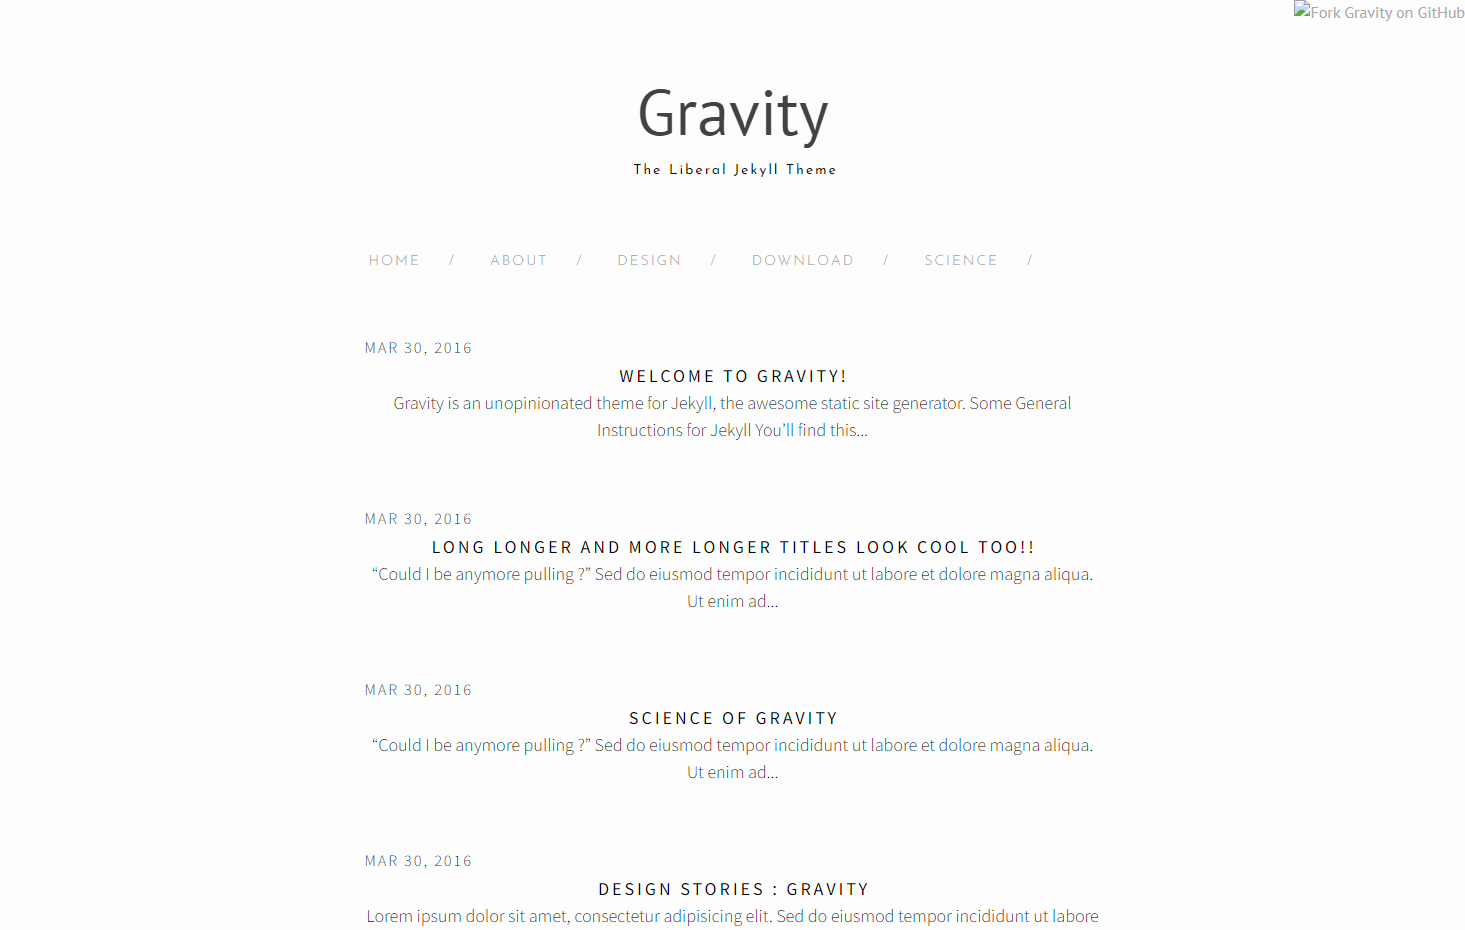 Fork Gravity on GitHub
Gravity
The Liberal Jekyll Theme
HOME / ABOUT / DESIGN / DOWNLOAD / SCIENCE /
MAR 30, 2016
WELCOME TO GRAVITY!
Gravity is an unopinionated theme for Jekyll, the awesome static site generator. Some General
Instructions for Jekyll You’ll find this...
MAR 30, 2016
LONG LONGER AND MORE LONGER TITLES LOOK COOL TOO!!
“Could I be anymore pulling ?” Sed do eiusmod tempor incididunt ut labore et dolore magna aliqua.
Ut enim ad...
MAR 30, 2016
SCIENCE OF GRAVITY
“Could I be anymore pulling ?” Sed do eiusmod tempor incididunt ut labore et dolore magna aliqua.
Ut enim ad...
MAR 30, 2016
DESIGN STORIES : GRAVITY
Lorem ipsum dolor sit amet, consectetur adipisicing elit. Sed do eiusmod tempor incididunt ut labore